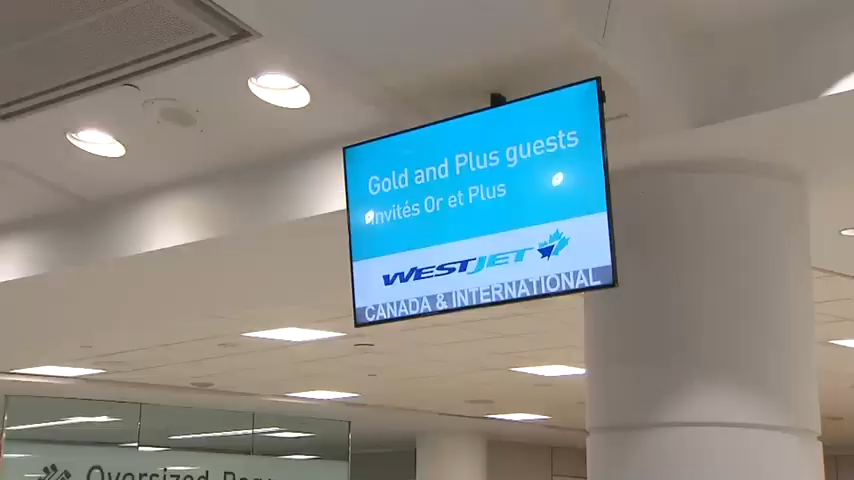 Gold and Plus guests
Invités Or et Plus
WESTJET
CANADA & INTERNATIONAL
Oversized